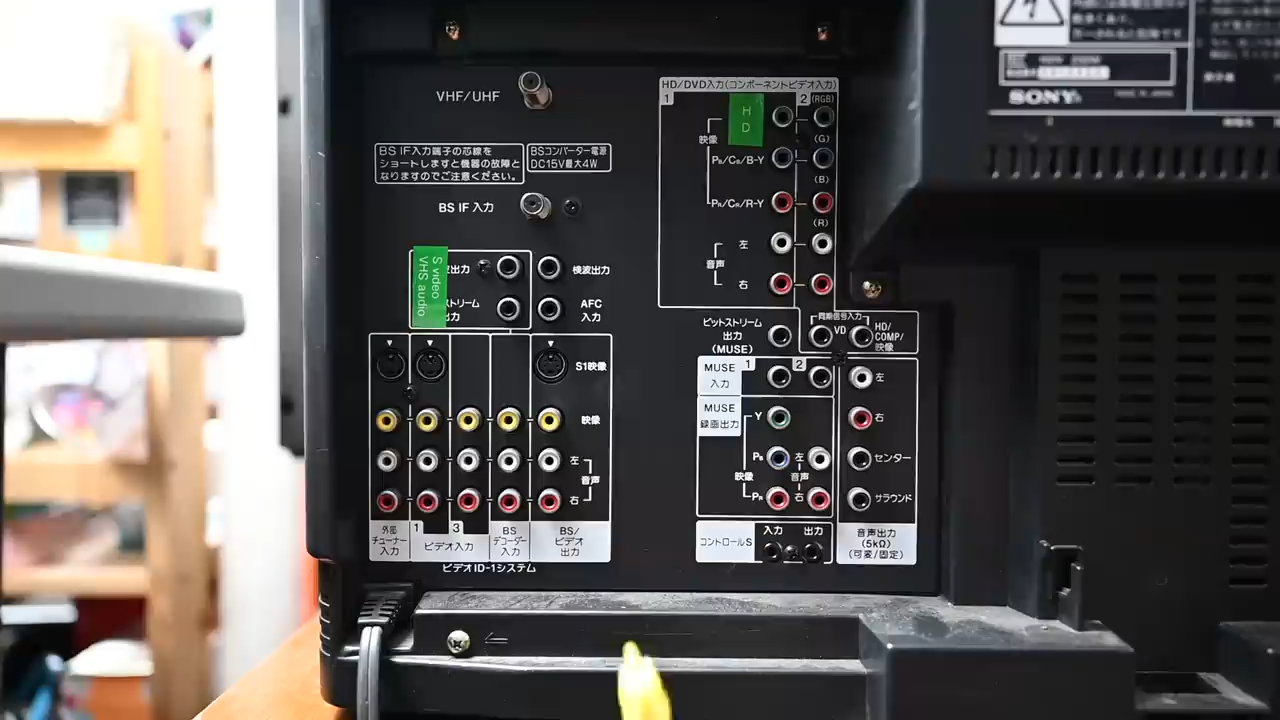 VHF/UHF
BS IF入力端子の芯線を
ショートしますと機器の故障と
なりますのでご注意ください。
BSコンバーター電源
DC15V最大4W
BS IF 入力
S video
VHS audio
検波出力
AFC
入力
S1映像
映像
左
音声
右
外部
チューナー
入力
1
3
ビデオ入力
BS
デコーダー
入力
BS/
ビデオ
出力
ビデオID-1システム
HD/DVD入力(コンポーネントビデオ入力)
1
2
(RGB)
HD
映像
(G)
PB/CB/B-Y
(B)
PR/CR/R-Y
(R)
左
音声
右
ビットストリーム
出力
(MUSE)
同期信号入力
VD
HD/
COMP/
映像
MUSE
入力
1
2
MUSE
録画出力
Y
PB
映像
PR
左
音声
右
左
右
センター
サラウンド
コントロールS
入力
出力
音声出力
(5kΩ)
(可変/固定)
SONY